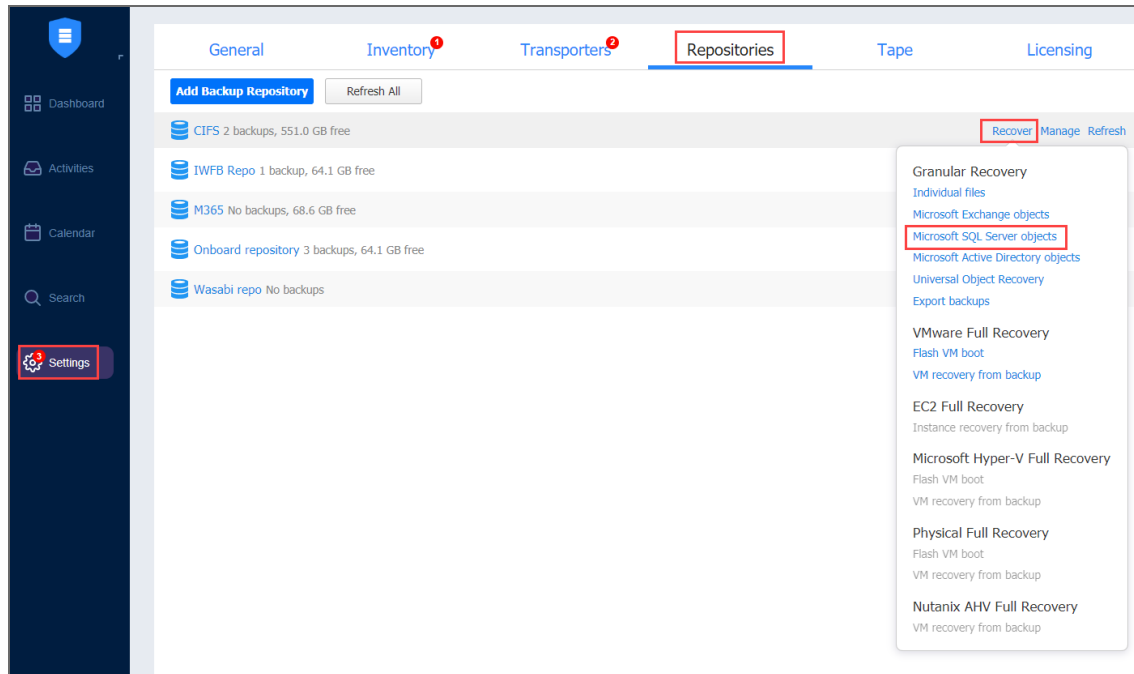 General
Inventory 1
Transporters 2
Repositories
Tape
Licensing
Add Backup Repository
Refresh All
Dashboard
Activities
Calendar
Search
3 Settings
CIFS 2 backups, 551.0 GB free
Recover Manage Refresh
IWFB Repo 1 backup, 64.1 GB free
M365 No backups, 68.6 GB free
Onboard repository 3 backups, 64.1 GB free
Wasabi repo No backups
Granular Recovery
Individual files
Microsoft Exchange objects
Microsoft SQL Server objects
Microsoft Active Directory objects
Universal Object Recovery
Export backups
VMware Full Recovery
Flash VM boot
VM recovery from backup
EC2 Full Recovery
Instance recovery from backup
Microsoft Hyper-V Full Recovery
Flash VM boot
VM recovery from backup
Physical Full Recovery
Flash VM boot
VM recovery from backup
Nutanix AHV Full Recovery
VM recovery from backup